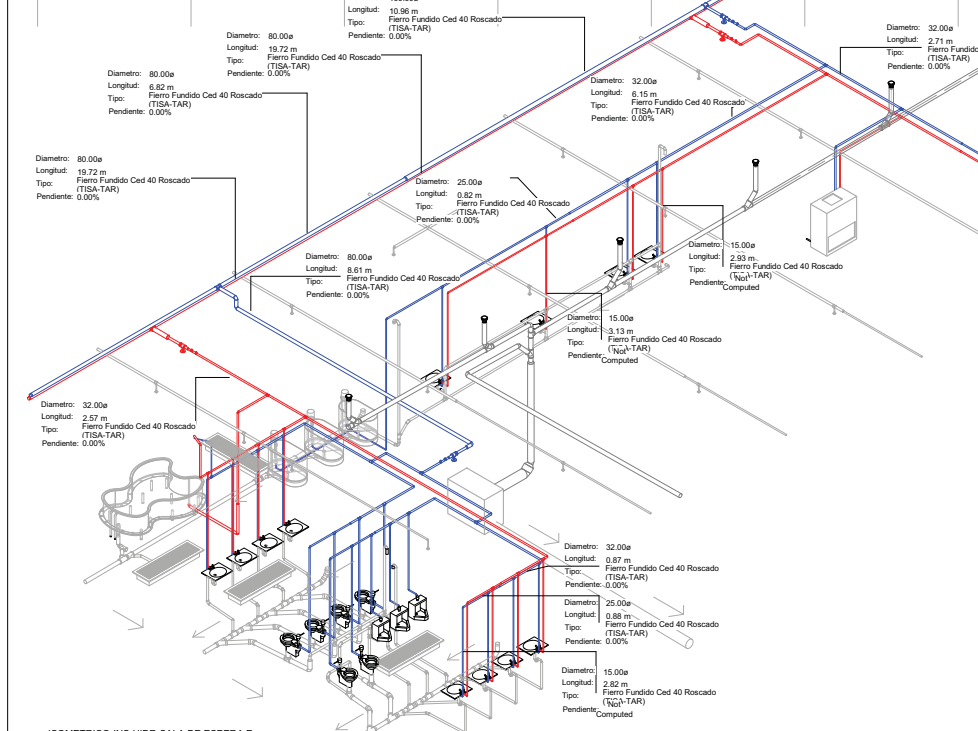 Longitud: 10.96 m
Tipo: Fierro Fundido Ced 40 Roscado
(TISA-TAR)
Pendiente: 0.00%
Diametro: 80.00ø
Longitud: 19.72 m
Tipo: Fierro Fundido Ced 40 Roscado
(TISA-TAR)
Pendiente: 0.00%
Diametro: 32.00ø
Longitud: 2.71 m
Tipo: Fierro Fundido
(TISA-TAR)
Pendiente: 0.00%
Diametro: 80.00ø
Longitud: 6.82 m
Tipo: Fierro Fundido Ced 40 Roscado
(TISA-TAR)
Pendiente: 0.00%
Diametro: 32.00ø
Longitud: 6.15 m
Tipo: Fierro Fundido Ced 40 Roscado
(TISA-TAR)
Pendiente: 0.00%
Diametro: 80.00ø
Longitud: 19.72 m
Tipo: Fierro Fundido Ced 40 Roscado
(TISA-TAR)
Pendiente: 0.00%
Diametro: 25.00ø
Longitud: 0.82 m
Tipo: Fierro Fundido Ced 40 Roscado
(TISA-TAR)
Pendiente: 0.00%
Diametro: 15.00ø
Longitud: 2.93 m
Tipo: Fierro Fundido Ced 40 Roscado
(TISA-TAR)
Pendiente: Not
Computed
Diametro: 80.00ø
Longitud: 8.61 m
Tipo: Fierro Fundido Ced 40 Roscado
(TISA-TAR)
Pendiente: 0.00%
Diametro: 15.00ø
Longitud: 3.13 m
Tipo: Fierro Fundido Ced 40 Roscado
(TISA-TAR)
Pendiente: Not
Computed
Diametro: 32.00ø
Longitud: 2.57 m
Tipo: Fierro Fundido Ced 40 Roscado
(TISA-TAR)
Pendiente: 0.00%
Diametro: 32.00ø
Longitud: 0.87 m
Tipo: Fierro Fundido Ced 40 Roscado
(TISA-TAR)
Pendiente: 0.00%
Diametro: 25.00ø
Longitud: 0.88 m
Tipo: Fierro Fundido Ced 40 Roscado
(TISA-TAR)
Pendiente: 0.00%
Diametro: 15.00ø
Longitud: 2.82 m
Tipo: Fierro Fundido Ced 40 Roscado
(TISA-TAR)
Pendiente: Not
Computed